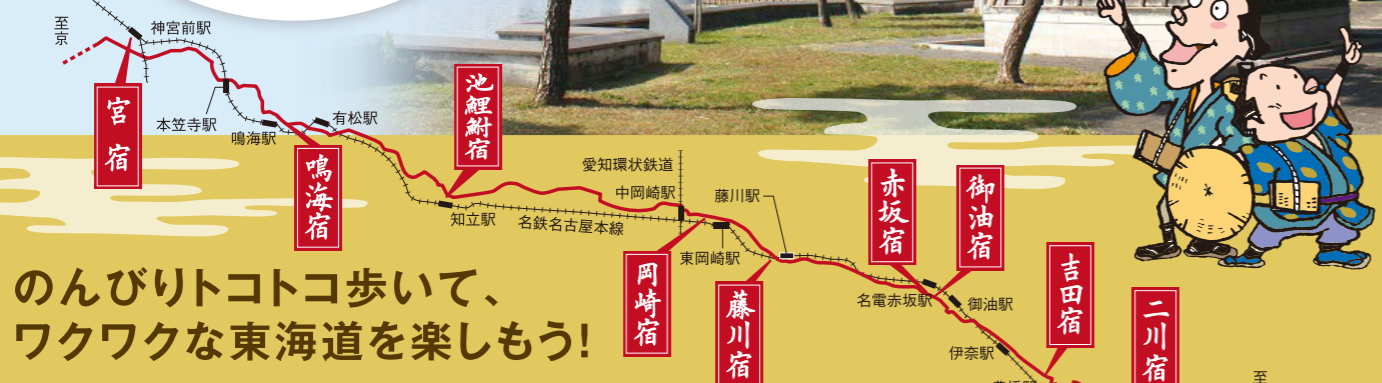 至京
神宮前駅
宮宿
本笠寺駅
鳴海駅
有松駅
鳴海宿
池鯉鮒宿
知立駅
名鉄名古屋本線
愛知環状鉄道
中岡崎駅
岡崎宿
東岡崎駅
藤川駅
藤川宿
赤坂宿
名電赤坂駅
御油宿
御油駅
伊奈駅
吉田宿
二川宿
至
のんびりトコトコ歩いて、
ワクワクな東海道を楽しもう!